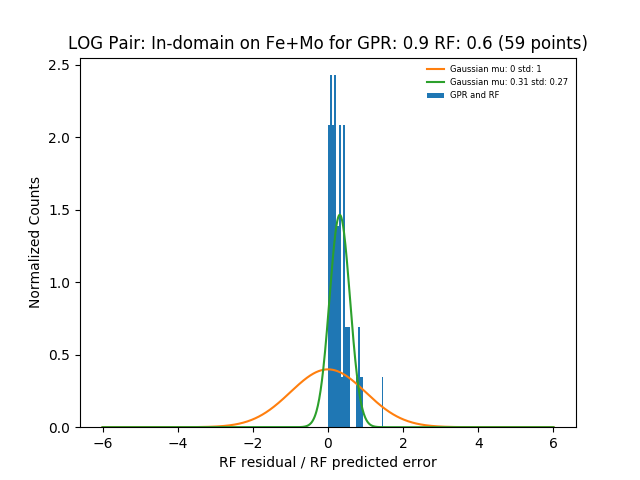 LOG Pair: In-domain on Fe+Mo for GPR: 0.9 RF: 0.6 (59 points)
Gaussian mu: 0 std: 1
Gaussian mu: 0.31 std: 0.27
GPR and RF
Normalized Counts
2.5
2.0
1.5
1.0
0.5
0.0
−6 −4 −2 0 2 4 6
RF residual / RF predicted error